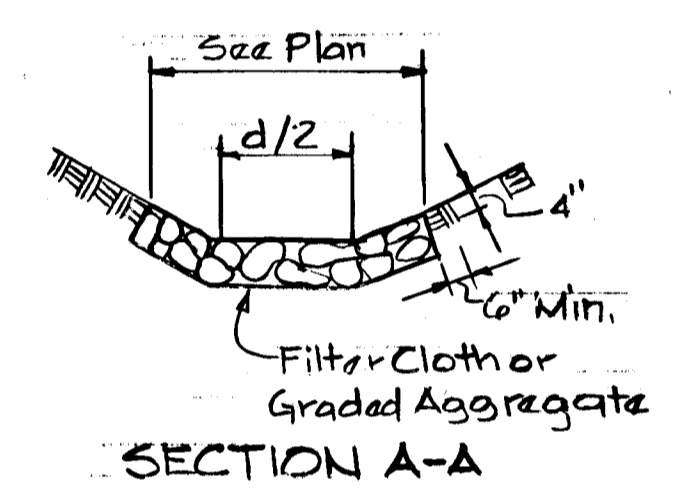 See Plan
d/2
4"
6" Min.
Filter Cloth or
Graded Aggregate
SECTION A-A